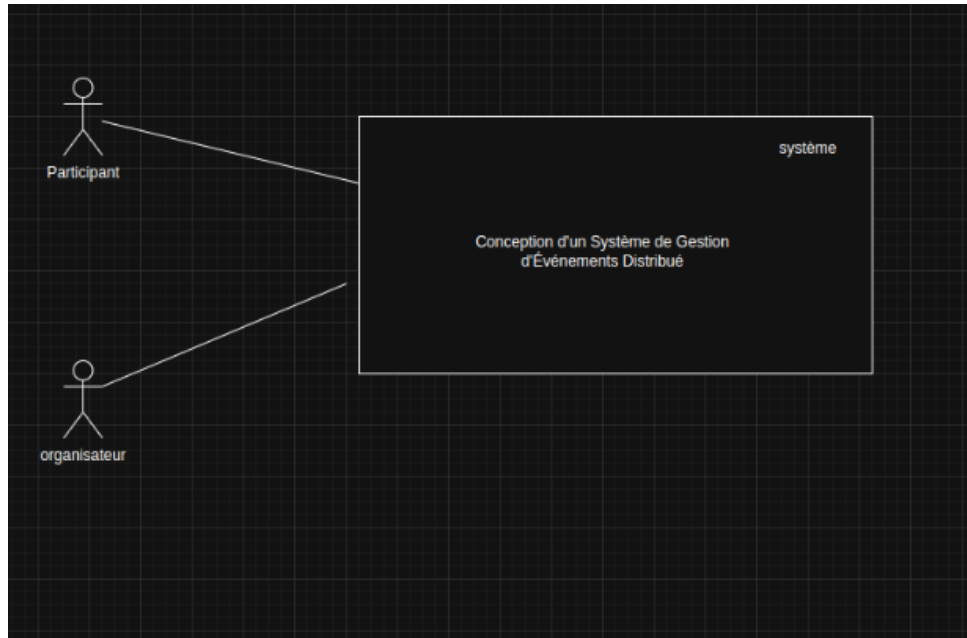 Participant
système
Conception d'un Système de Gestion
d'Événements Distribué
organisateur